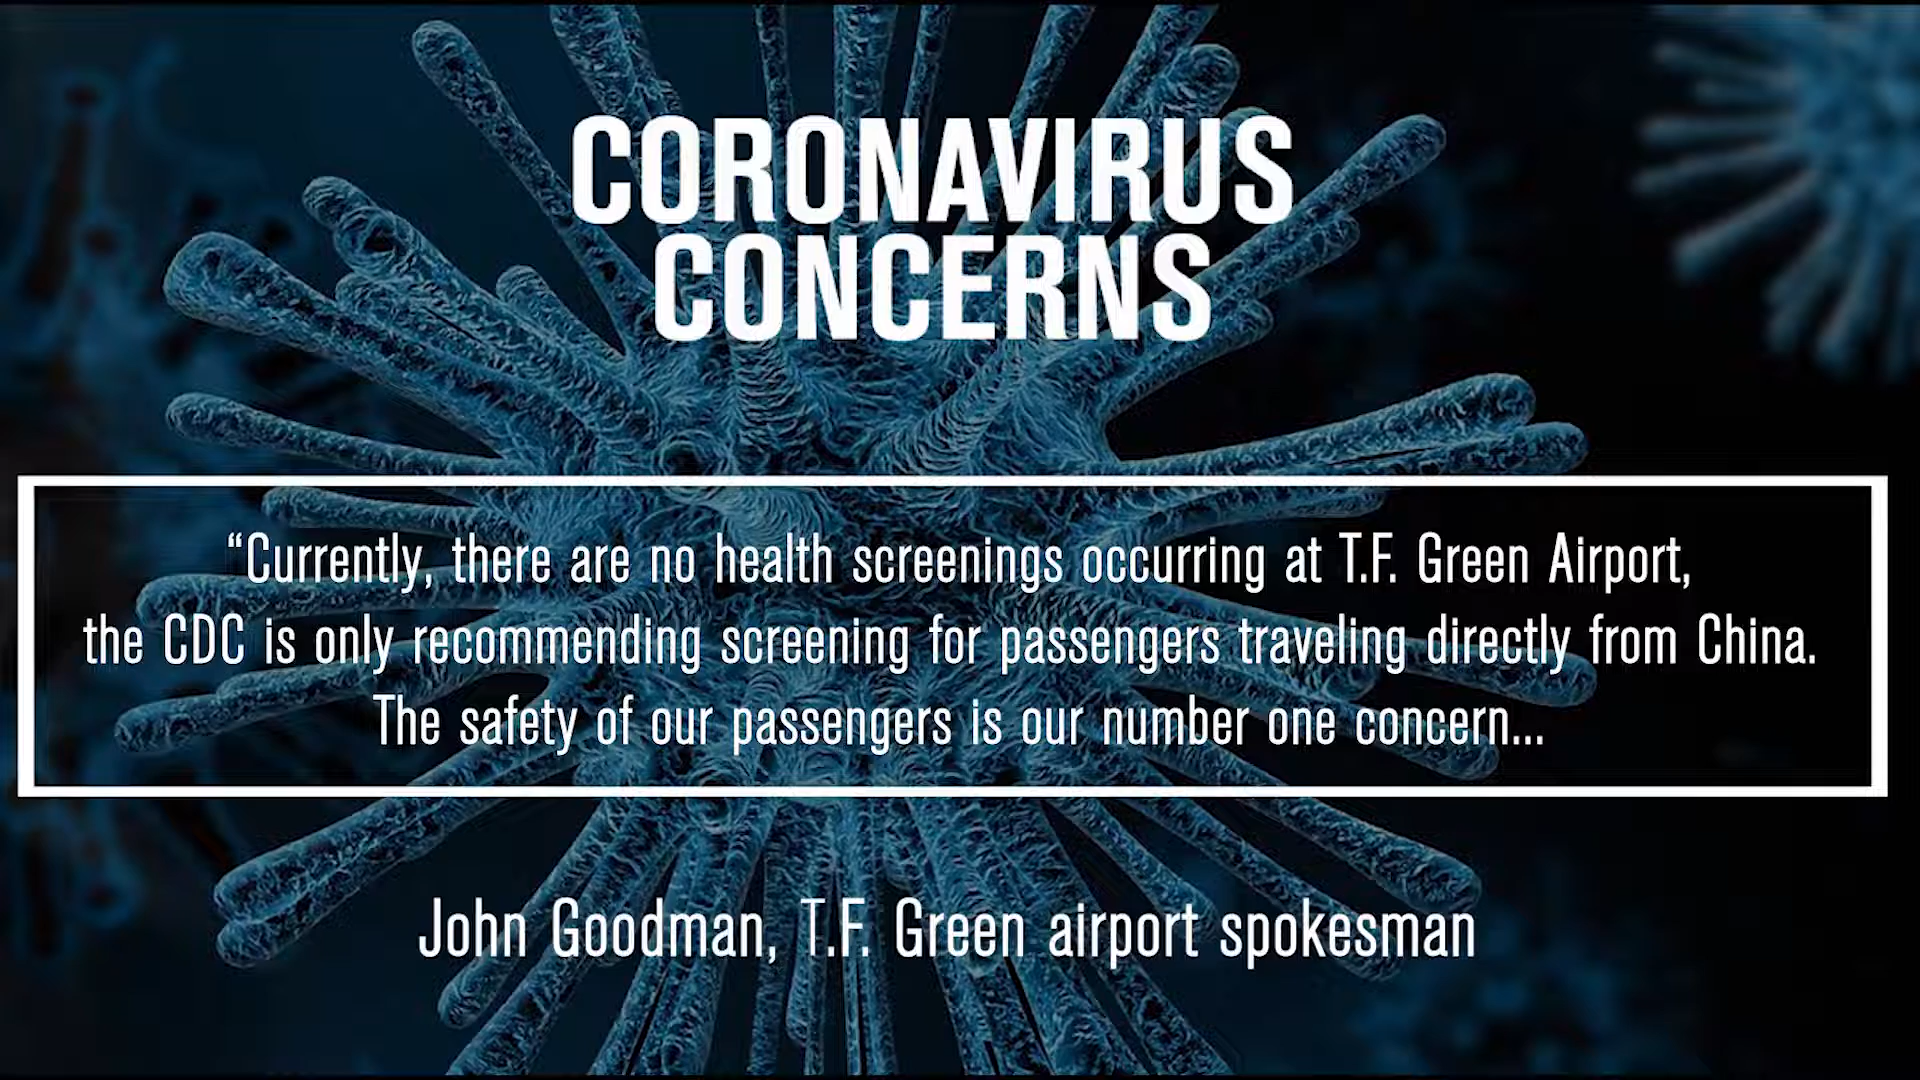 CORONAVIRUS
CONCERNS
“Currently, there are no health screenings occurring at T.F. Green Airport,
the CDC is only recommending screening for passengers traveling directly from China.
The safety of our passengers is our number one concern...
John Goodman, T.F. Green airport spokesman